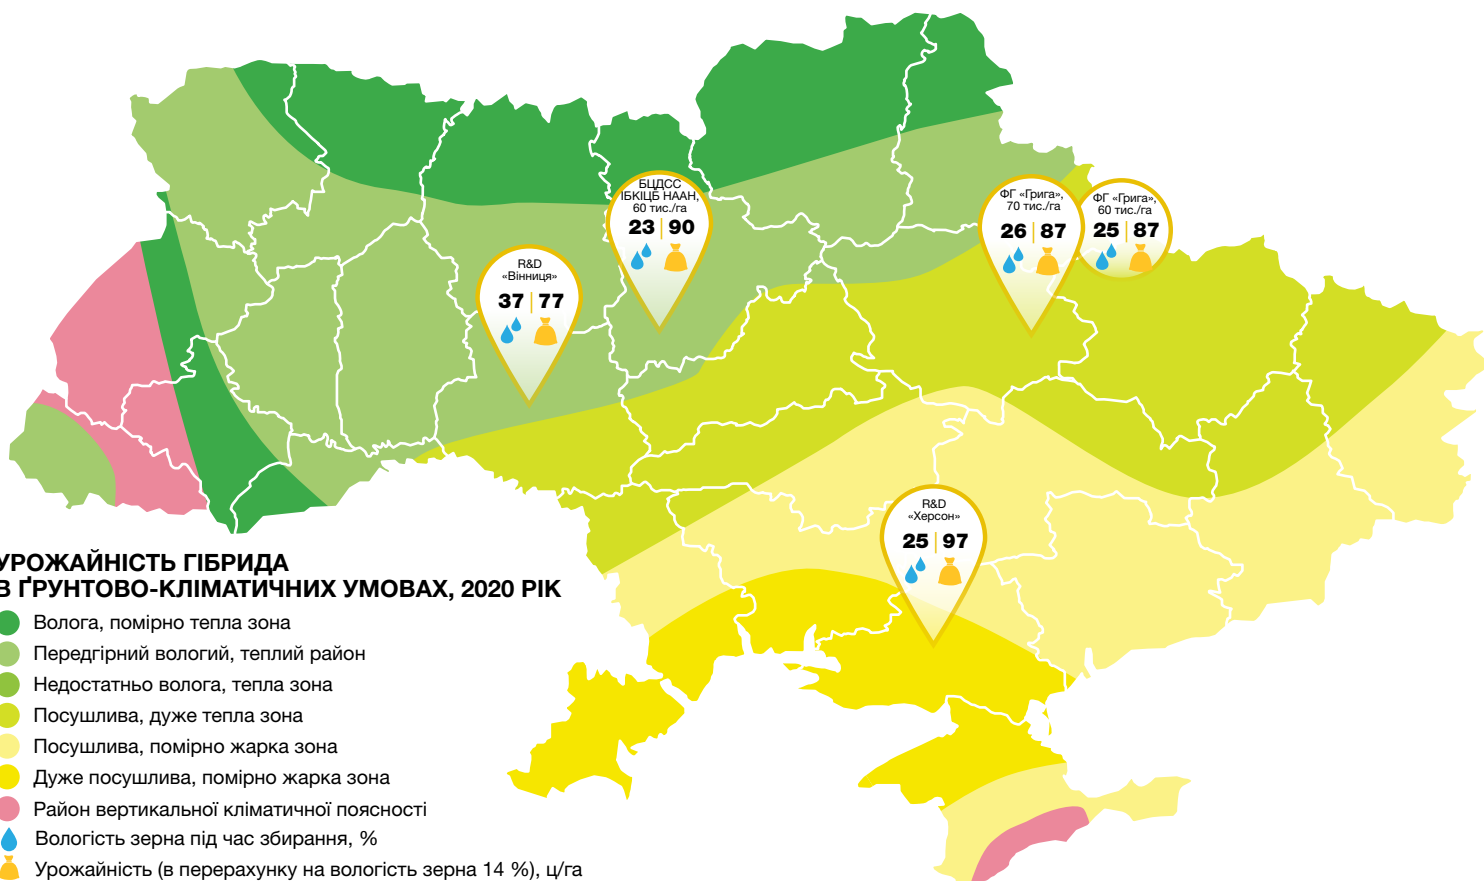 БЦДСС
ІБКІЦБ НААН,
60 тис./га
23 | 90
ФГ «Грига»,
70 тис./га
26 | 87
ФГ «Грига»,
60 тис./га
25 | 87
R&D
«Вінниця»
37 | 77
R&D
«Херсон»
25 | 97
УРОЖАЙНІСТЬ ГІБРИДА
В ҐРУНТОВО-КЛІМАТИЧНИХ УМОВАХ, 2020 РІК
Волога, помірно тепла зона
Передгірний вологий, теплий район
Недостатньо волога, тепла зона
Посушлива, дуже тепла зона
Посушлива, помірно жарка зона
Дуже посушлива, помірно жарка зона
Район вертикальної кліматичної поясності
Вологість зерна під час збирання, %
Урожайність (в перерахунку на вологість зерна 14 %), ц/га